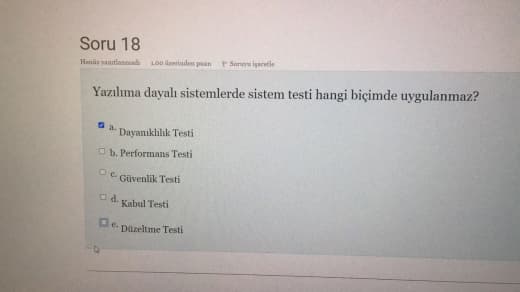 Soru 18
Henüz yanıtlanmadı 1,00 üzerinden puan Soruyu işaretle
Yazılıma dayalı sistemlerde sistem testi hangi biçimde uygulanmaz?
a. Dayanıklılık Testi
b. Performans Testi
c. Güvenlik Testi
d. Kabul Testi
e. Düzeltme Testi